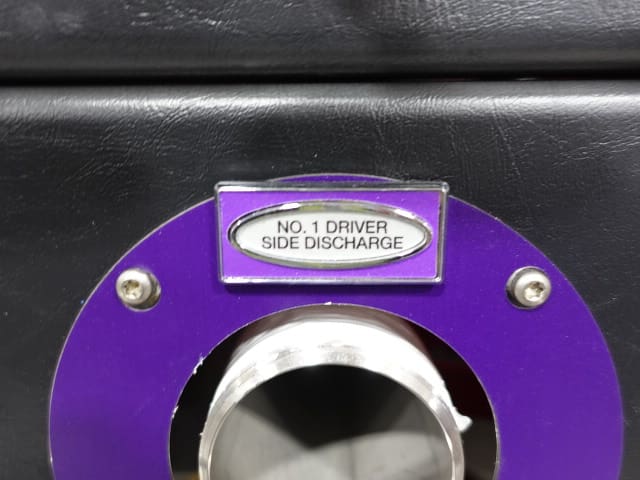 NO. 1 DRIVER
SIDE DISCHARGE